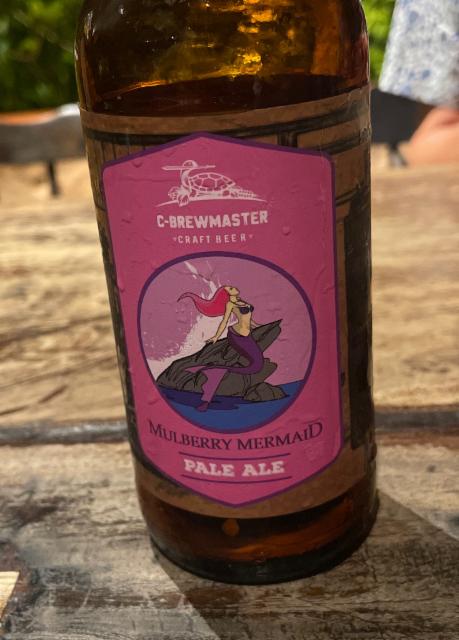 C-BREWMASTER
CRAFT BEER
MULBERRY MERMAID
PALE ALE